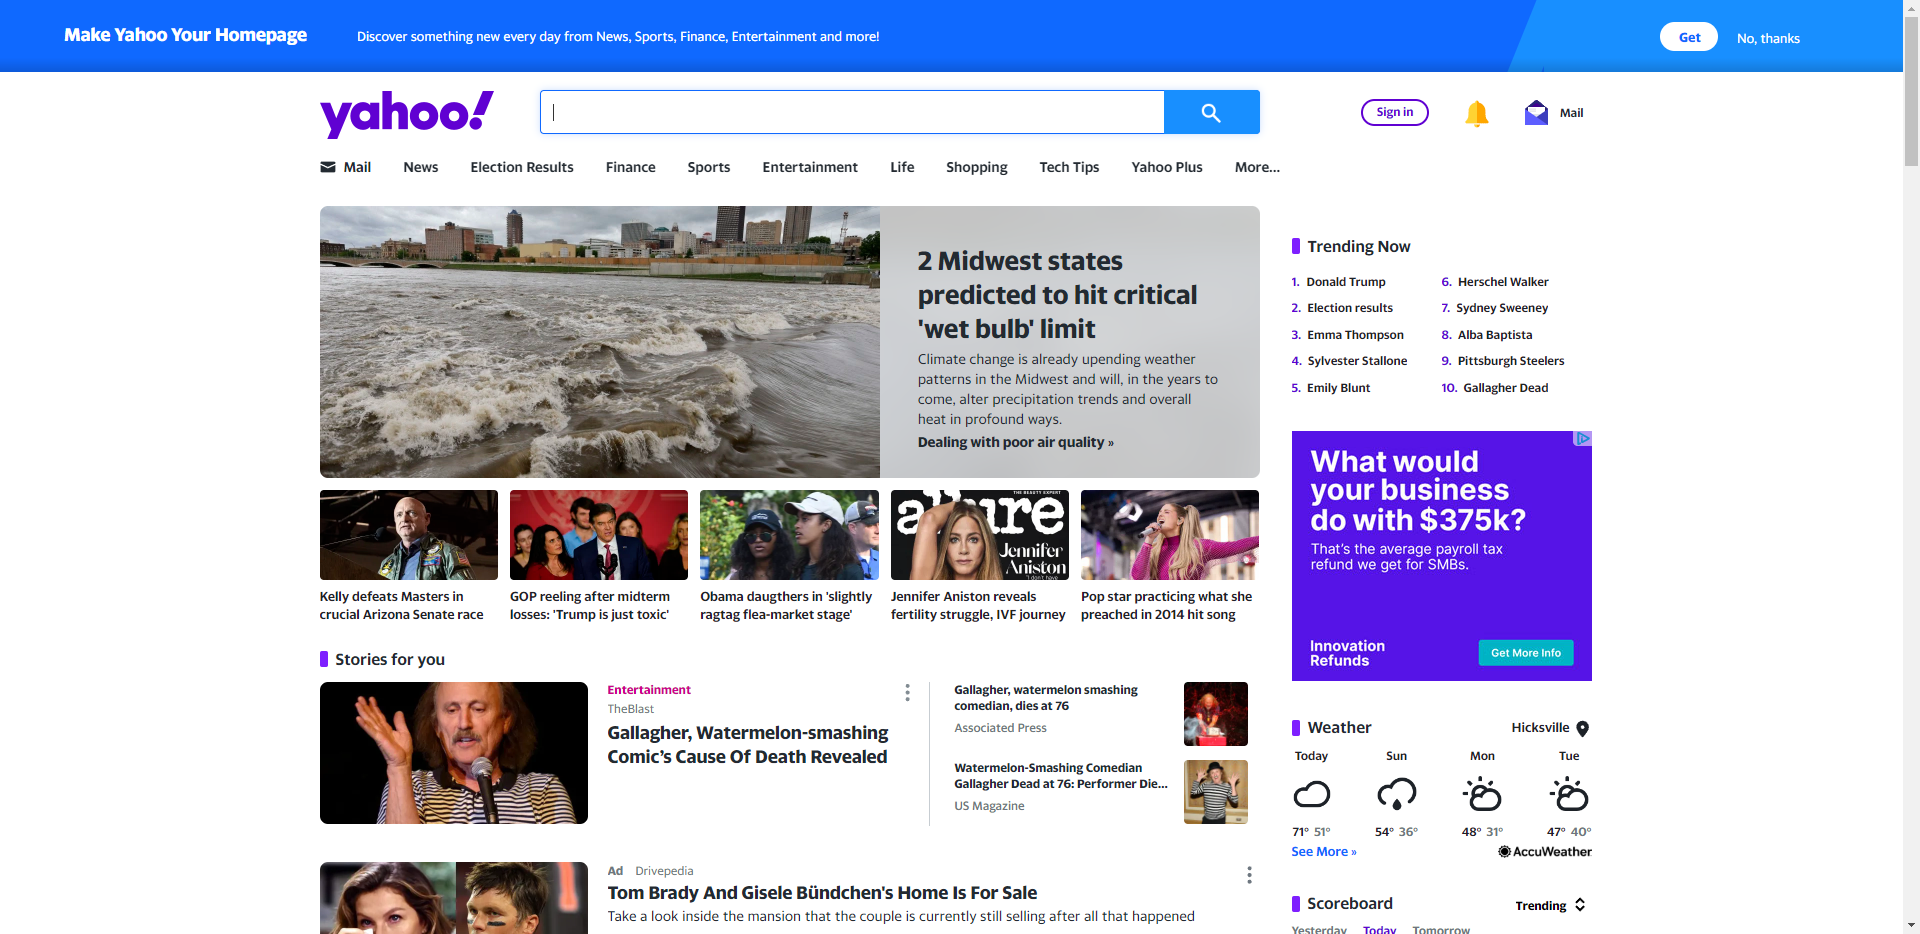 Make Yahoo Your Homepage
Discover something new every day from News, Sports, Finance, Entertainment and more!
Get
No, thanks
yahoo!
Sign in
Mail
Mail
News
Election Results
Finance
Sports
Entertainment
Life
Shopping
Tech Tips
Yahoo Plus
More...
2 Midwest states
predicted to hit critical
'wet bulb' limit
Climate change is already upending weather
patterns in the Midwest and will, in the years to
come, alter precipitation trends and overall
heat in profound ways.
Dealing with poor air quality »
THE BEAUTY EXPERT
allure
Jennifer
Aniston
"I don't have
Kelly defeats Masters in
crucial Arizona Senate race
GOP reeling after midterm
losses: 'Trump is just toxic'
Obama daugthers in 'slightly
ragtag flea-market stage'
Jennifer Aniston reveals
fertility struggle, IVF journey
Pop star practicing what she
preached in 2014 hit song
Stories for you
Entertainment
TheBlast
Gallagher, Watermelon-smashing
Comic’s Cause Of Death Revealed
Gallagher, watermelon smashing
comedian, dies at 76
Associated Press
Watermelon-Smashing Comedian
Gallagher Dead at 76: Performer Die...
US Magazine
Ad Drivepedia
Tom Brady And Gisele Bündchen's Home Is For Sale
Take a look inside the mansion that the couple is currently still selling after all that happened
Trending Now
1. Donald Trump
2. Election results
3. Emma Thompson
4. Sylvester Stallone
5. Emily Blunt
6. Herschel Walker
7. Sydney Sweeney
8. Alba Baptista
9. Pittsburgh Steelers
10. Gallagher Dead
What would
your business
do with $375k?
That’s the average payroll tax
refund we get for SMBs.
Innovation
Refunds
Get More Info
Weather
Hicksville
Today Sun Mon Tue
71° 51° 54° 36° 48° 31° 47° 40°
See More »
AccuWeather
Scoreboard
Trending
Yesterday Today Tomorrow